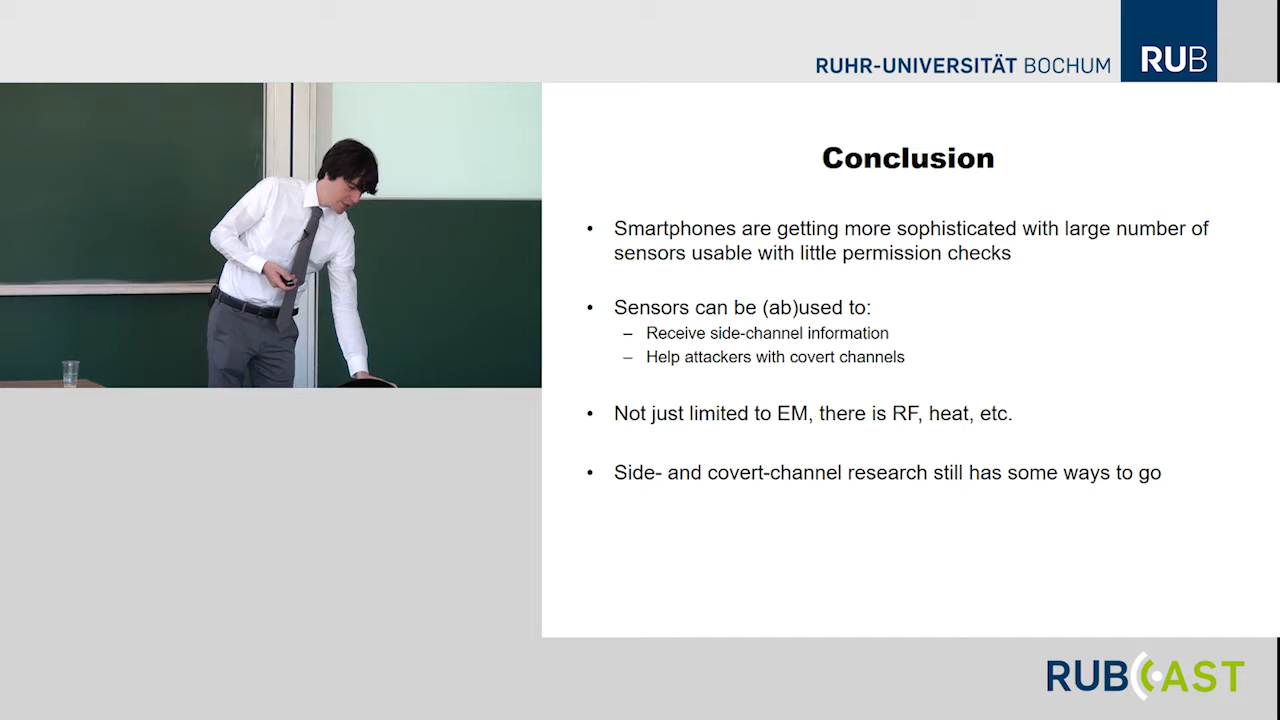 RUHR-UNIVERSITÄT BOCHUM
RUB
Conclusion
• Smartphones are getting more sophisticated with large number of
sensors usable with little permission checks
• Sensors can be (ab)used to:
– Receive side-channel information
– Help attackers with covert channels
• Not just limited to EM, there is RF, heat, etc.
• Side- and covert-channel research still has some ways to go
RUBCAST